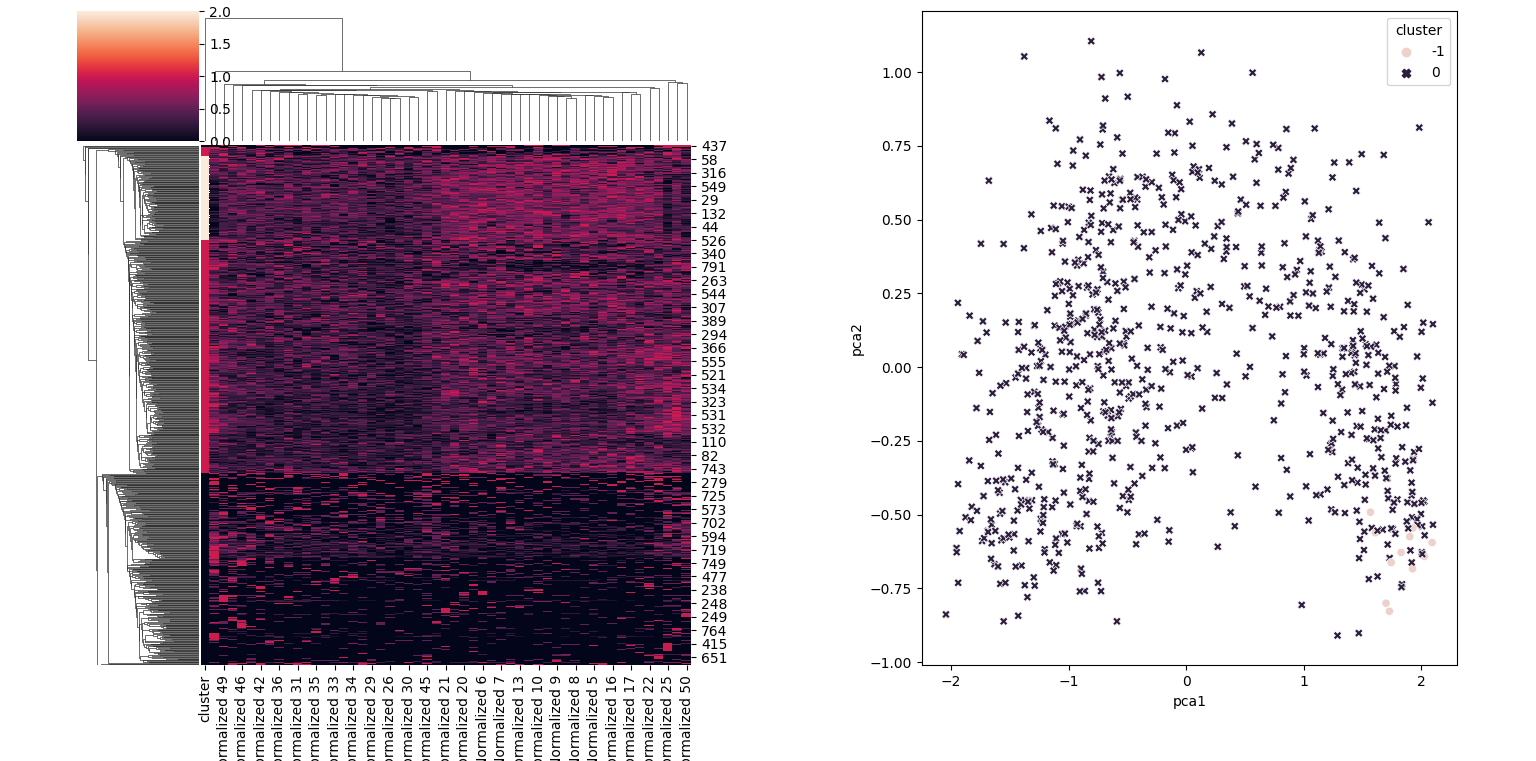 2.0
1.5
1.0
0.5
0.0
437
58
316
549
29
132
44
526
340
791
263
544
307
389
294
366
555
521
534
323
531
532
110
82
743
279
725
573
702
594
719
749
477
238
248
249
764
415
651
cluster
ormalized 49
ormalized 46
ormalized 42
ormalized 36
ormalized 31
ormalized 35
ormalized 33
ormalized 34
ormalized 29
ormalized 26
ormalized 30
ormalized 45
ormalized 21
ormalized 20
Normalized 6
Normalized 7
ormalized 13
ormalized 10
Normalized 9
Normalized 8
Normalized 5
ormalized 16
ormalized 17
ormalized 22
ormalized 25
ormalized 50
cluster
-1
0
1.00
0.75
0.50
0.25
0.00
−0.25
−0.50
−0.75
−1.00
pca2
−2
−1
0
1
2
pca1